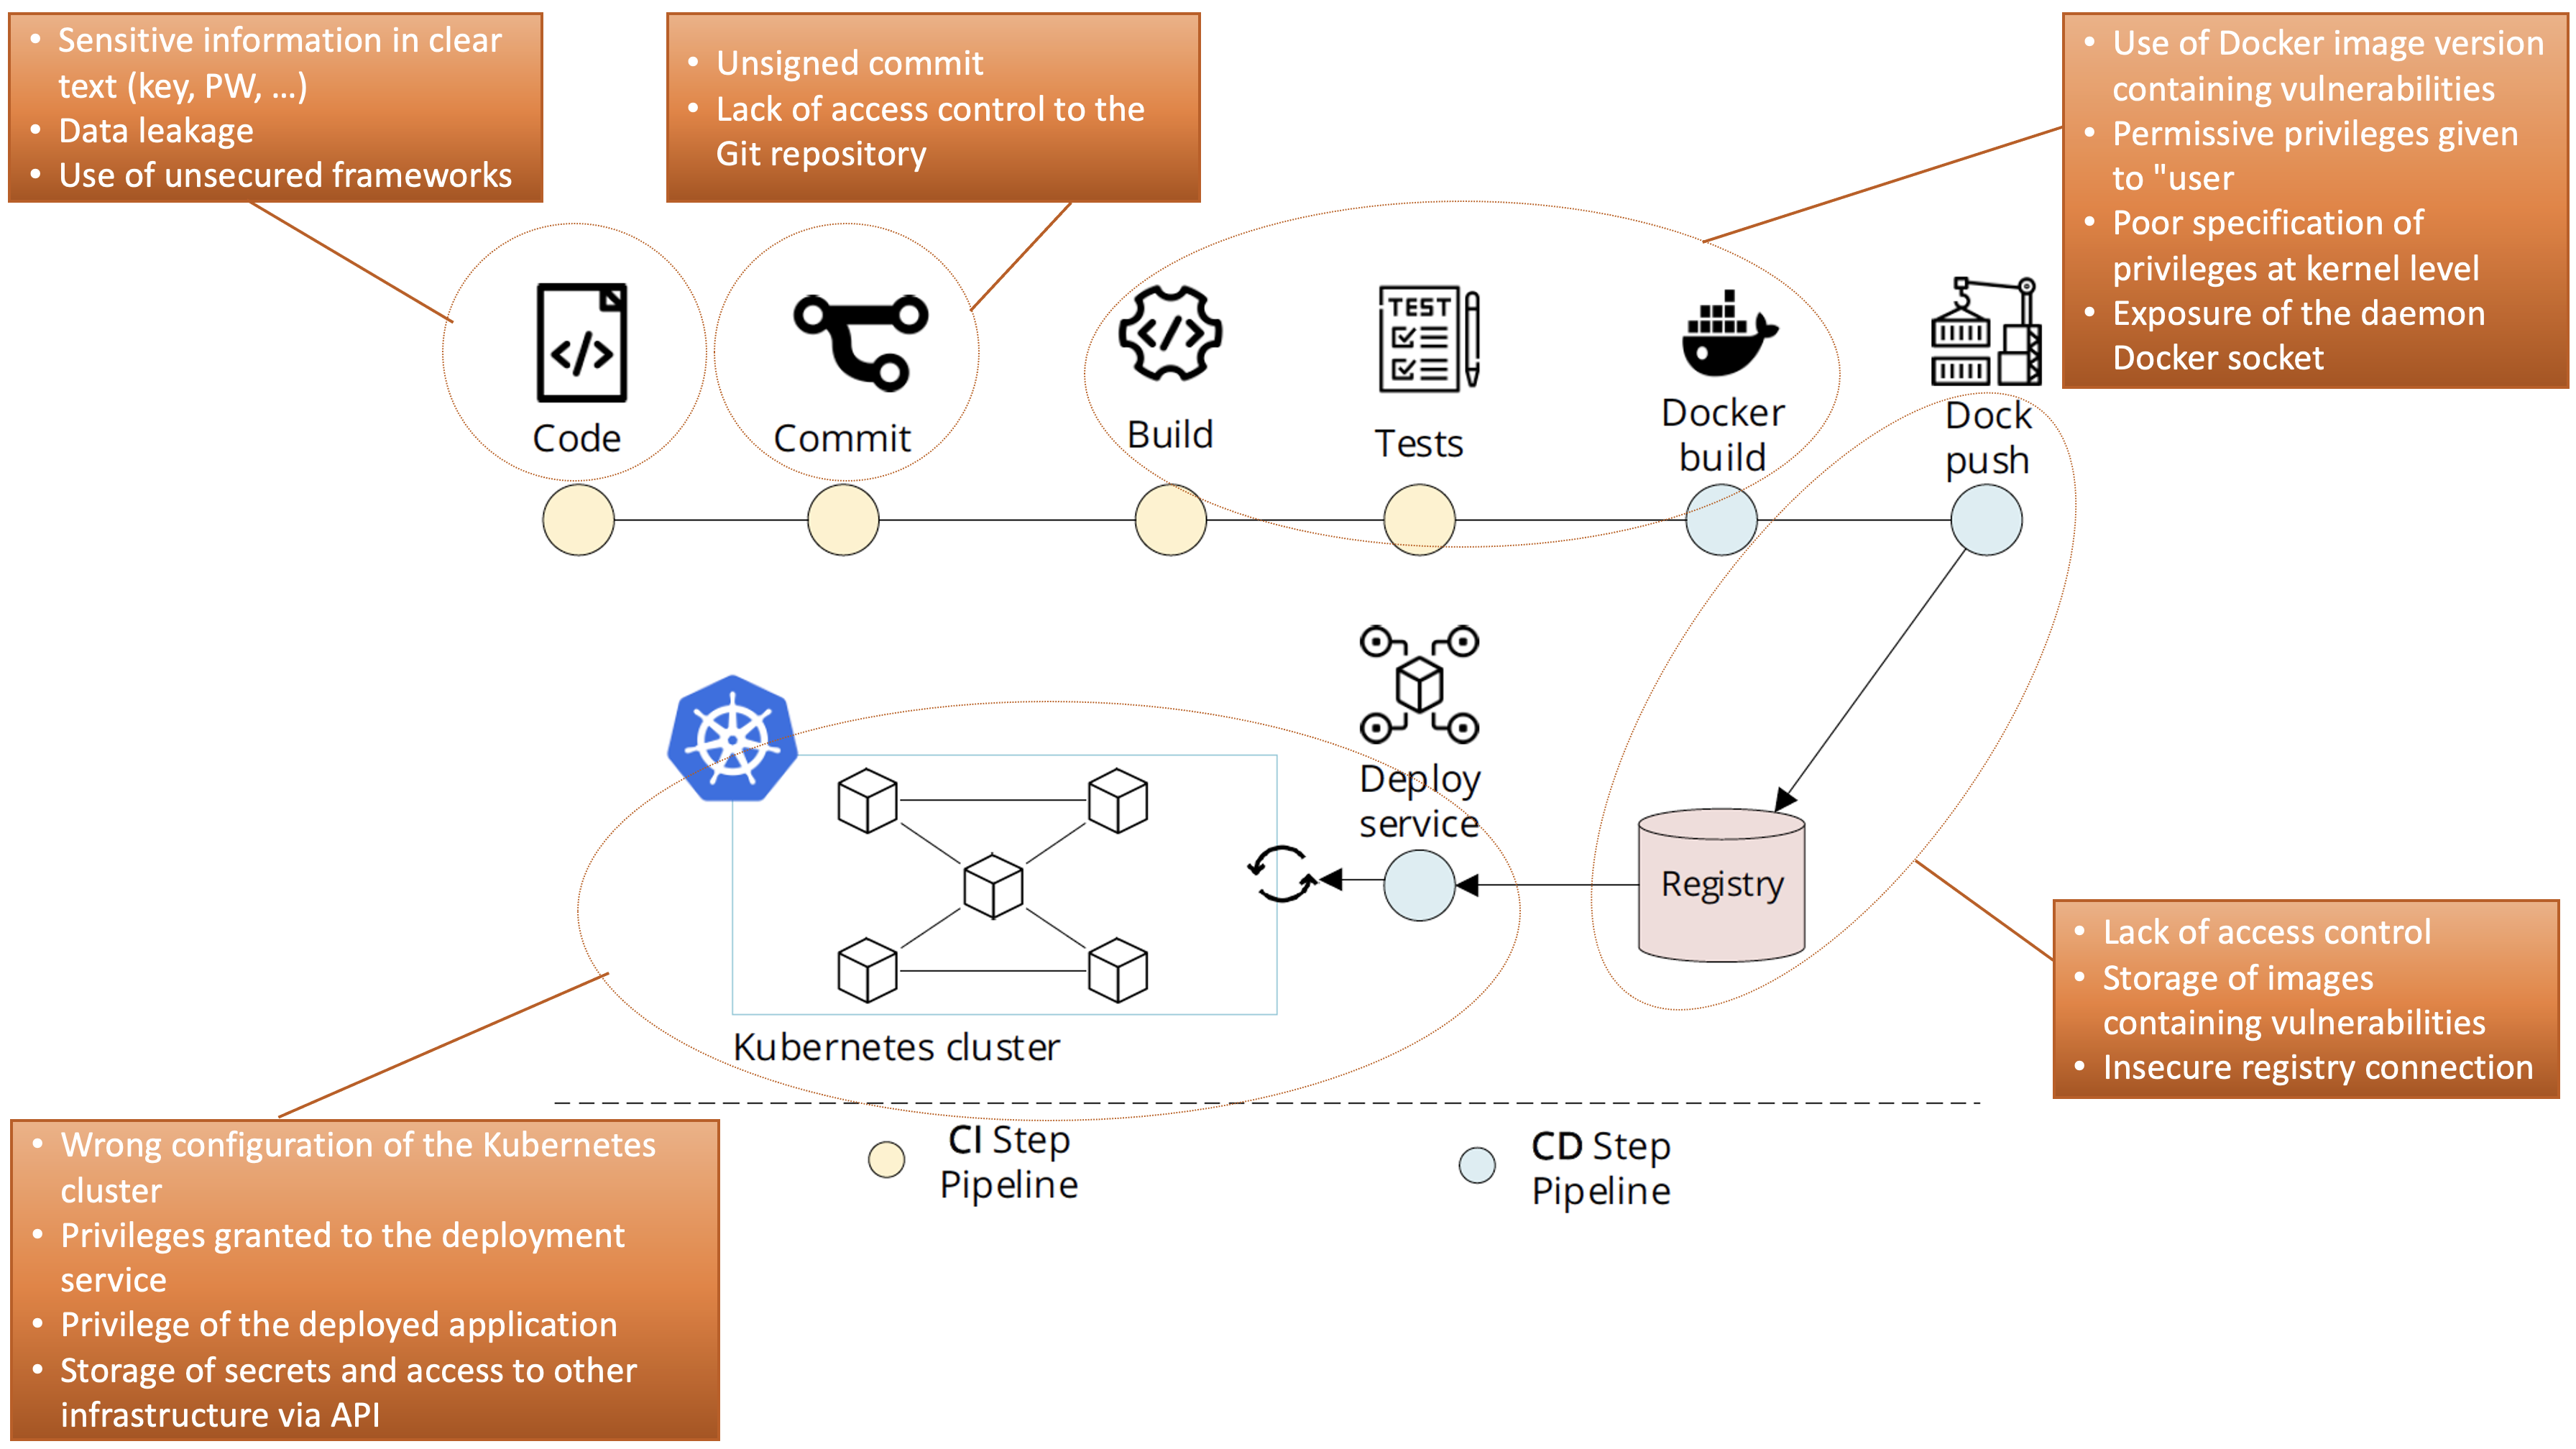 • Sensitive information in clear
text (key, PW, ...)
• Data leakage
• Use of unsecured frameworks
• Unsigned commit
• Lack of access control to the
Git repository
• Use of Docker image version
containing vulnerabilities
• Permissive privileges given
to "user
• Poor specification of
privileges at kernel level
• Exposure of the daemon
Docker socket
TEST
Code
Commit
Build
Tests
Docker
build
Dock
push
Deploy
service
Registry
Kubernetes cluster
• Lack of access control
• Storage of images
containing vulnerabilities
• Insecure registry connection
• Wrong configuration of the Kubernetes
cluster
• Privileges granted to the deployment
service
• Privilege of the deployed application
• Storage of secrets and access to other
infrastructure via API
CI Step
Pipeline
CD Step
Pipeline